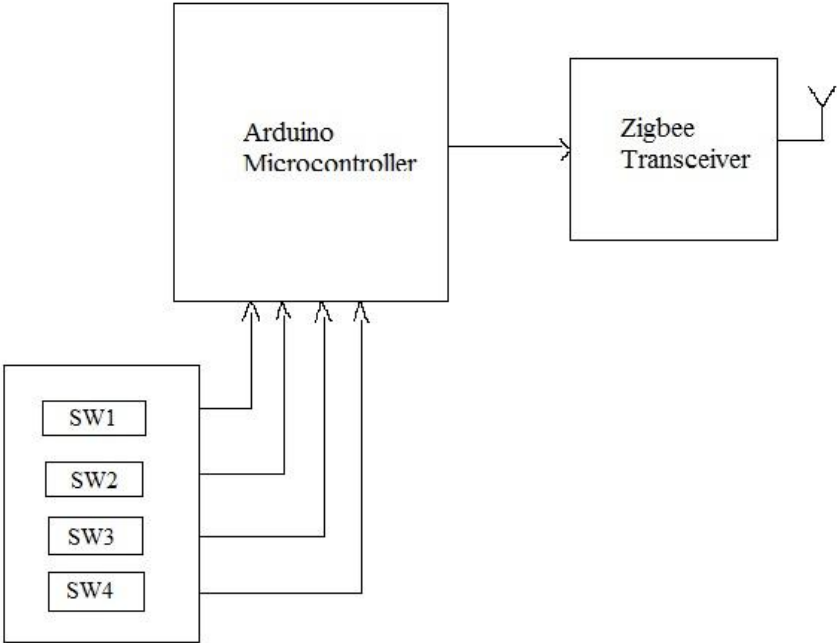 Arduino
Microcontroller
Zigbee
Transceiver
SW1
SW2
SW3
SW4